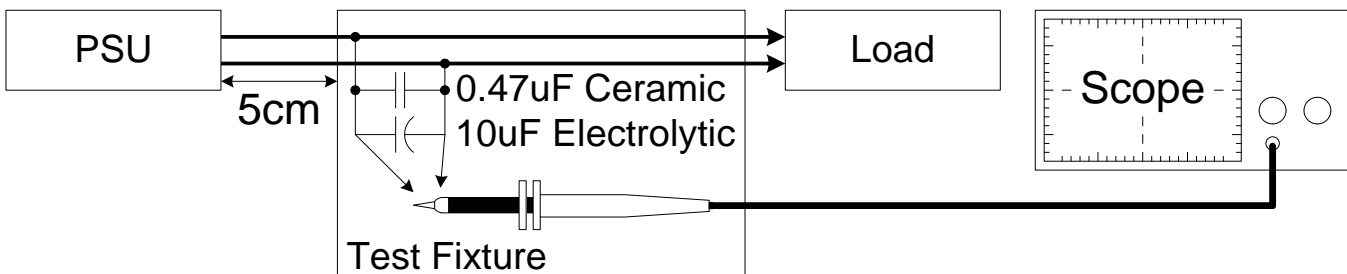 PSU
Load
Scope
5cm
0.47uF Ceramic
10uF Electrolytic
Test Fixture